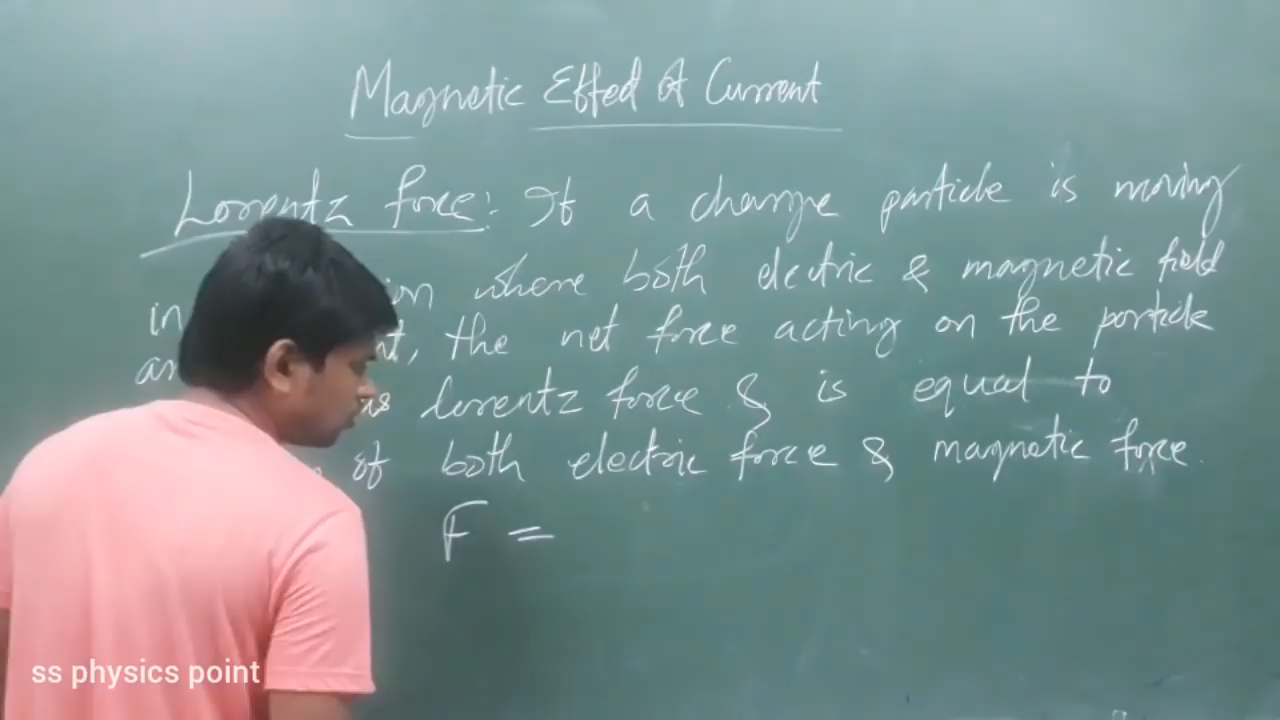 Magnetic Effect of Current
Lorentz force: If a charge particle is moving
in where both electric & magnetic field
the net force acting on the particle
lorentz force & is equal to
of both electric force & magnetic force.
F =
ss physics point